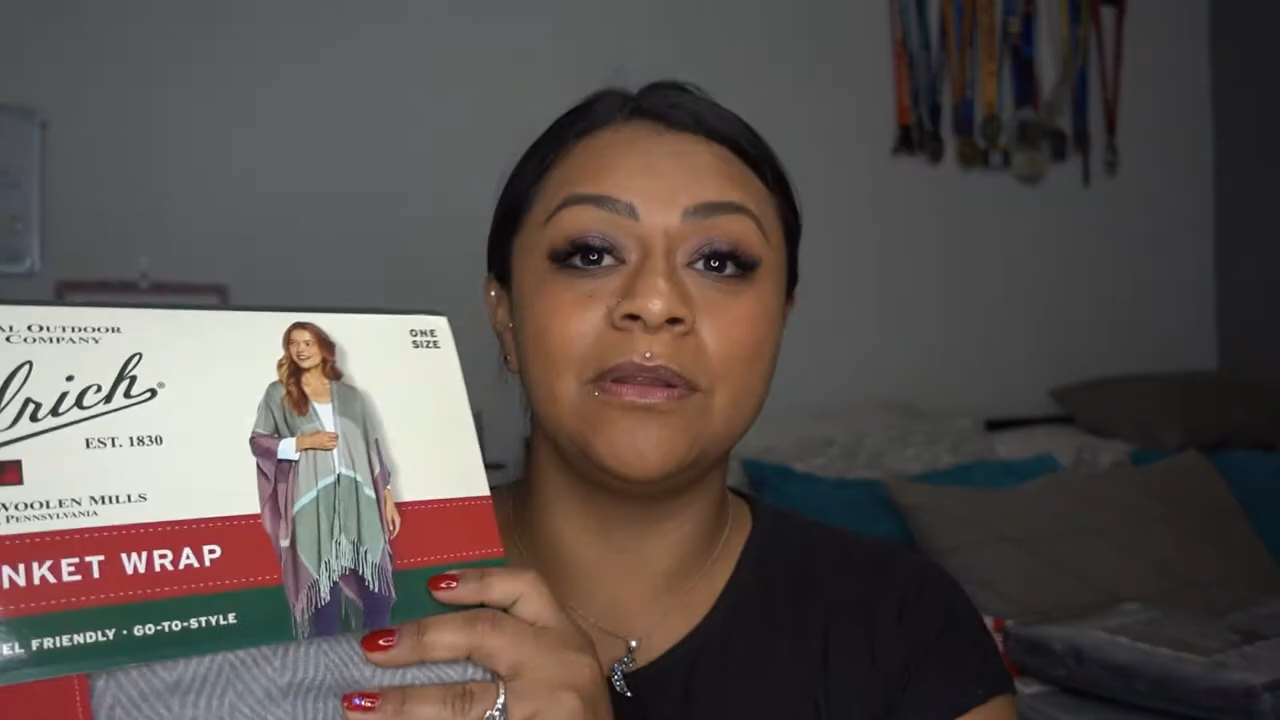 AL OUTDOOR
COMPANY
lrich®
EST. 1830
WOOLEN MILLS
PENNSYLVANIA
NKET WRAP
EL FRIENDLY · GO-TO-STYLE
ONE
SIZE